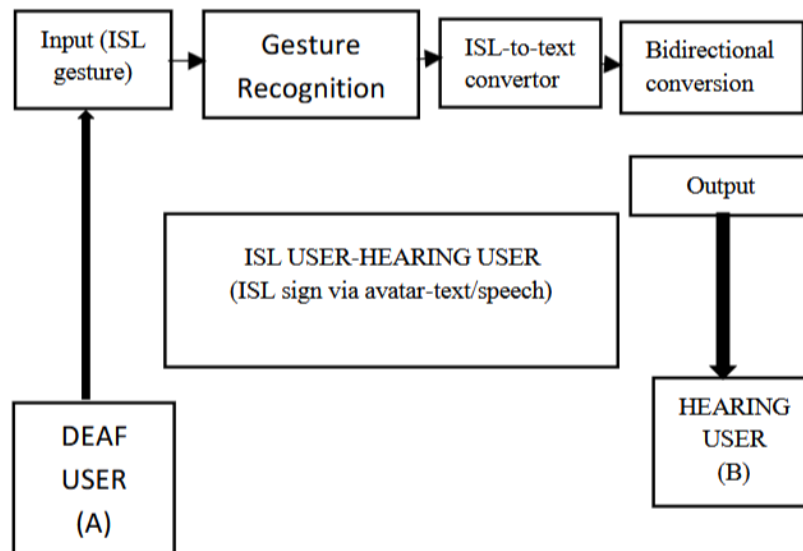 Input (ISL
gesture)
Gesture
Recognition
ISL-to-text
convertor
Bidirectional
conversion
Output
ISL USER-HEARING USER
(ISL sign via avatar-text/speech)
DEAF
USER
(A)
HEARING
USER
(B)